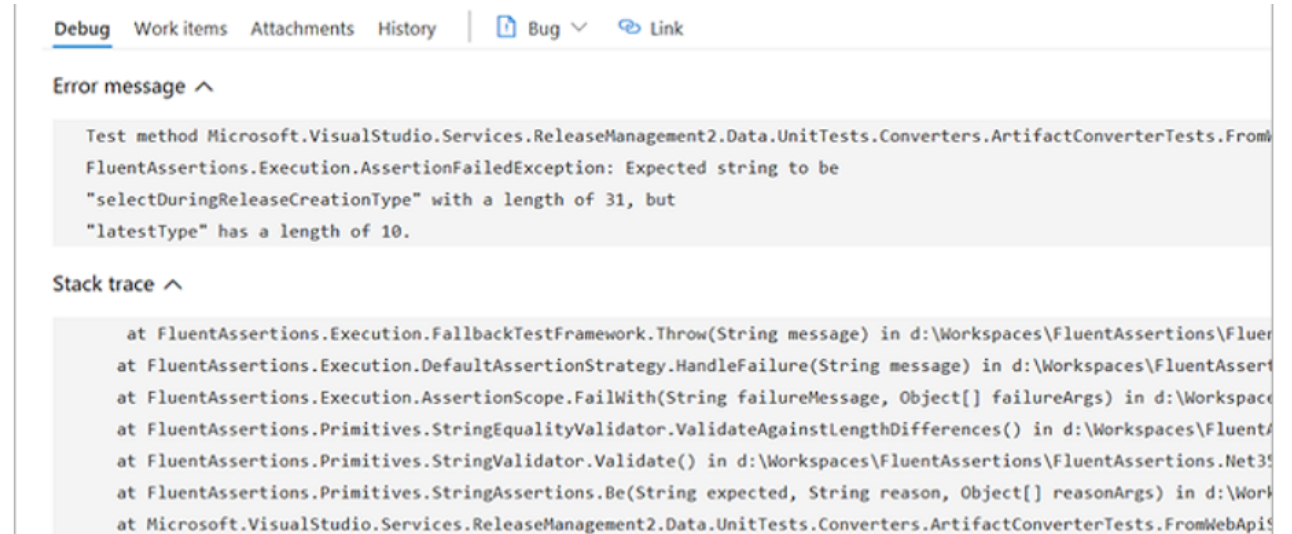 Debug Work items Attachments History Bug Link
Error message
Test method Microsoft.VisualStudio.Services.ReleaseManagement2.Data.UnitTests.Converters.ArtifactConverterTests.From
FluentAssertions.Execution.AssertionFailedException: Expected string to be
"selectDuringReleaseCreationType" with a length of 31, but
"latestType" has a length of 10.
Stack trace
at FluentAssertions.Execution.FallbackTestFramework.Throw(String message) in d:\Workspaces\FluentAssertions\Fluen
at FluentAssertions.Execution.DefaultAssertionStrategy.HandleFailure(String message) in d:\Workspaces\FluentAssert
at FluentAssertions.Execution.AssertionScope.FailWith(String failureMessage, Object[] failureArgs) in d:\Workspace
at FluentAssertions.Primitives.StringEqualityValidator.ValidateAgainstLengthDifferences() in d:\Workspaces\Fluent
at FluentAssertions.Primitives.StringValidator.Validate() in d:\Workspaces\FluentAssertions\FluentAssertions.Net35
at FluentAssertions.Primitives.StringAssertions.Be(String expected, String reason, Object[] reasonArgs) in d:\Work
at Microsoft.VisualStudio.Services.ReleaseManagement2.Data.UnitTests.Converters.ArtifactConverterTests.FromWebApiS